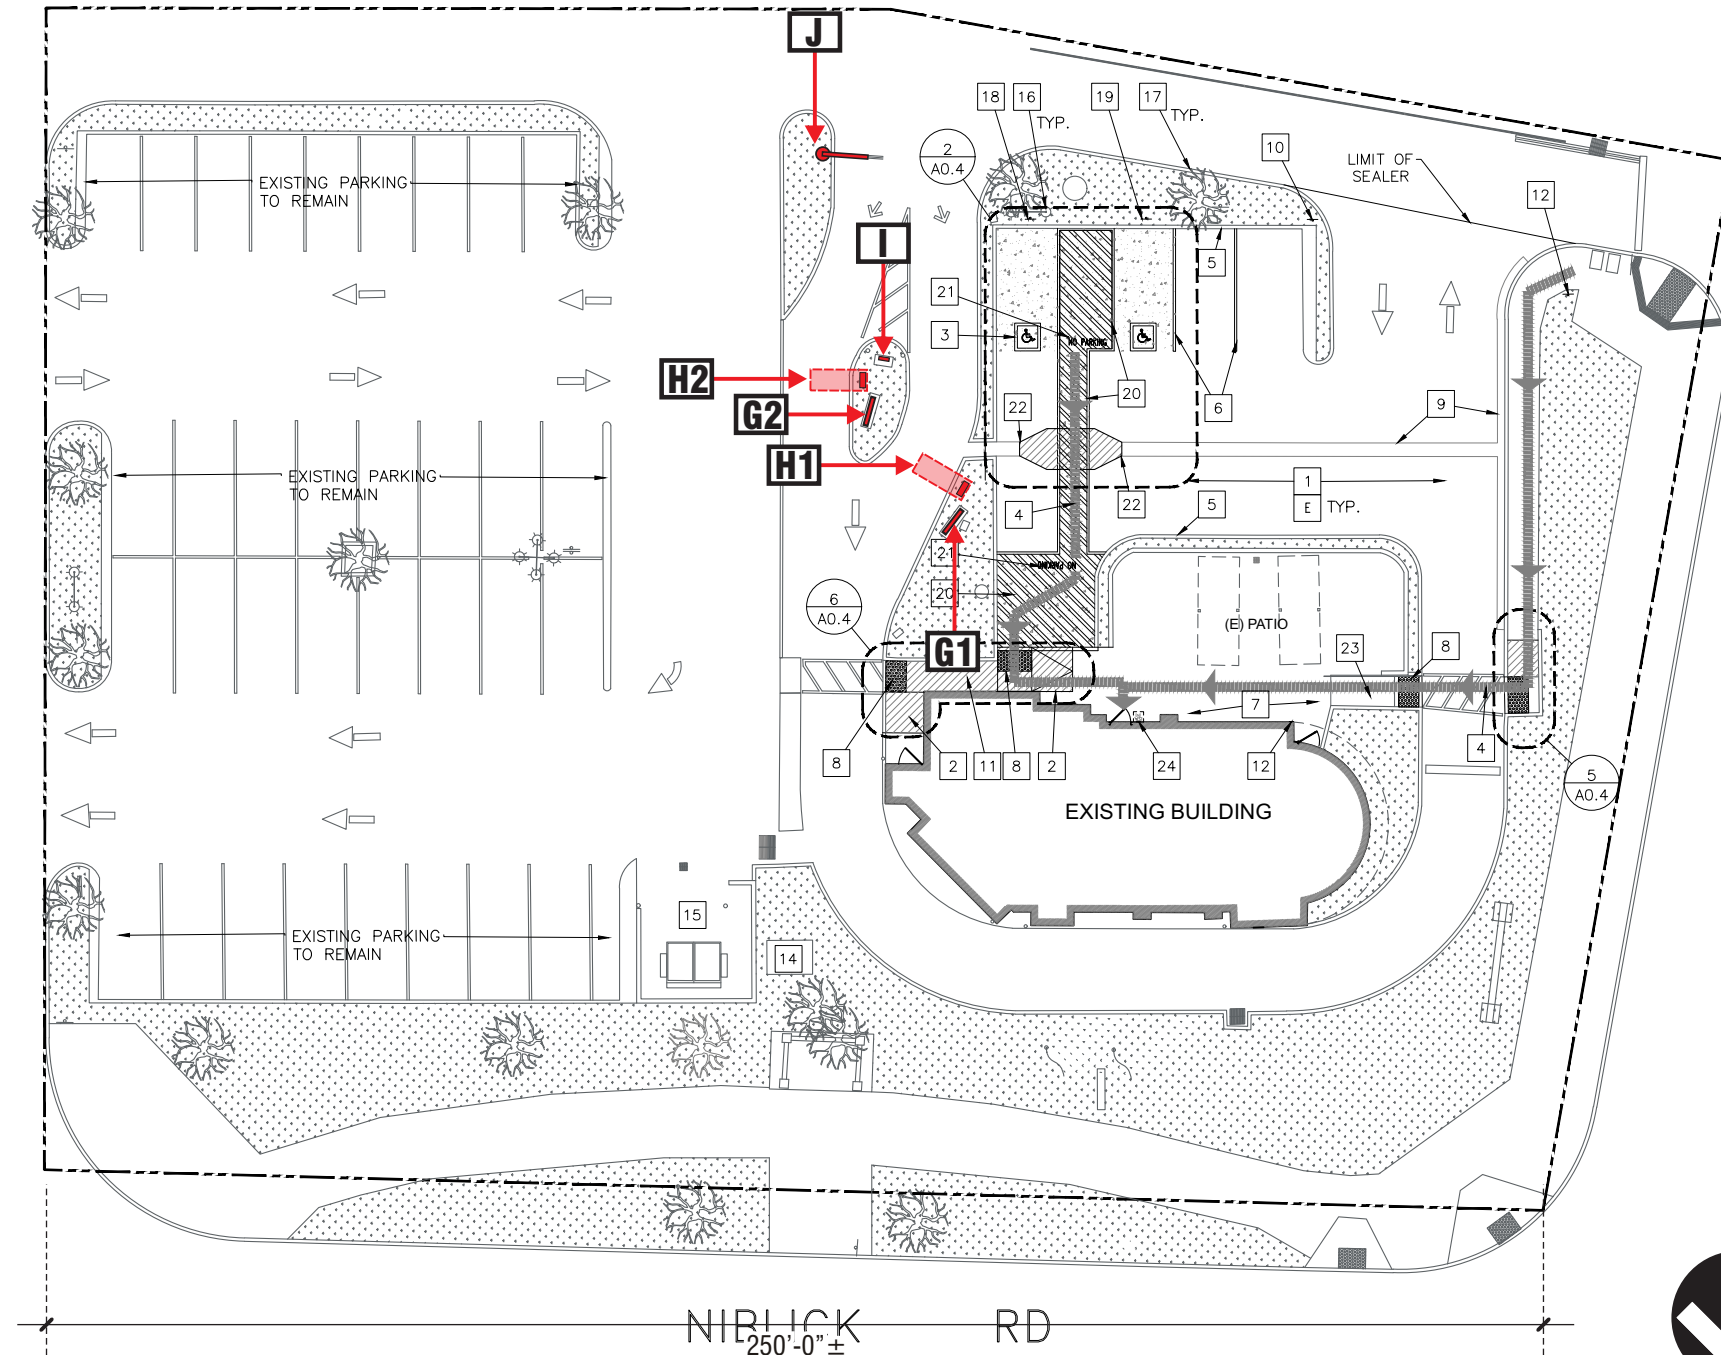 J
18
16
TYP.
19
17
TYP.
2
A0.4
10
LIMIT OF
SEALER
12
EXISTING PARKING
TO REMAIN
I
5
21
3
NO PARKING
H2
G2
H1
20
6
22
9
EXISTING PARKING
TO REMAIN
1
E
TYP.
4
22
5
21
NO PARKING
20
6
A0.4
(E) PATIO
G1
23
8
7
4
8
2
11
8
2
24
12
5
A0.4
EXISTING BUILDING
15
EXISTING PARKING
TO REMAIN
14
NIBLICK RD
250'-0" ±